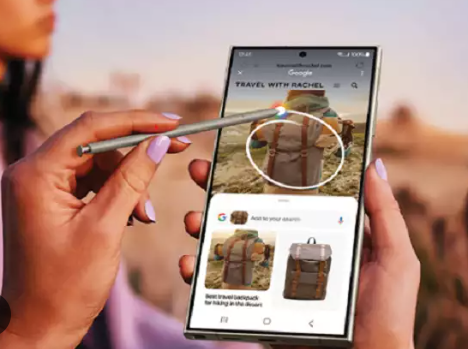 Google
TRAVEL WITH RACHEL
G
Add to your search
Best travel backpack
for hiking in the desert